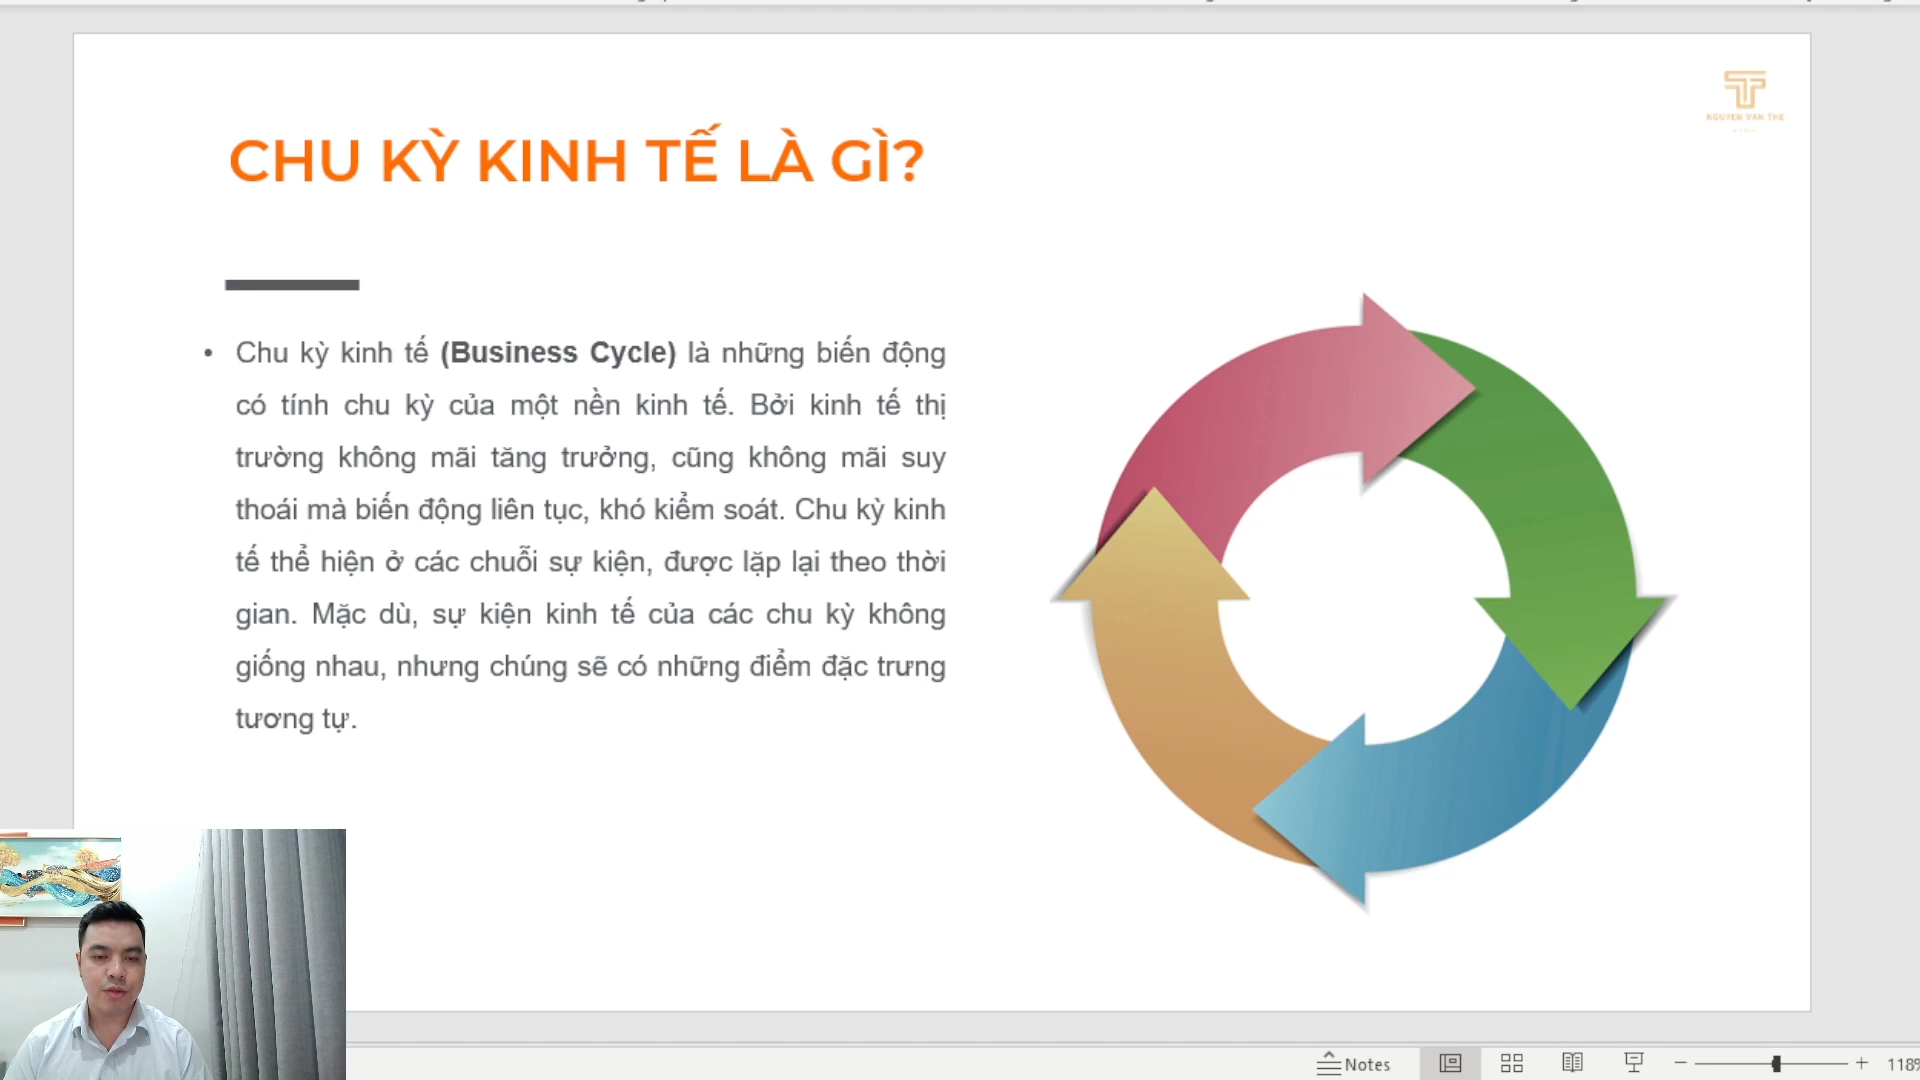 NGUYEN VAN THE
CHU KỲ KINH TẾ LÀ GÌ?
• Chu kỳ kinh tế (Business Cycle) là những biến động
có tính chu kỳ của một nền kinh tế. Bởi kinh tế thị
trường không mãi tăng trưởng, cũng không mãi suy
thoái mà biến động liên tục, khó kiểm soát. Chu kỳ kinh
tế thể hiện ở các chuỗi sự kiện, được lặp lại theo thời
gian. Mặc dù, sự kiện kinh tế của các chu kỳ không
giống nhau, nhưng chúng sẽ có những điểm đặc trưng
tương tự.
Notes
118%